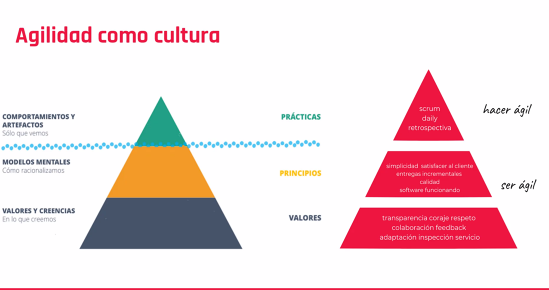 Agilidad como cultura
COMPORTAMIENTOS Y
ARTEFACTOS
Sólo que vemos
MODELOS MENTALES
Cómo racionalizamos
VALORES Y CREENCIAS
En lo que creemos
PRÁCTICAS
PRINCIPIOS
VALORES
scrum
daily
retrospectiva
simplicidad satisfacer al cliente
entregas incrementales
calidad
software funcionando
transparencia coraje respeto
colaboración feedback
adaptación inspección servicio
hacer ágil
ser ágil